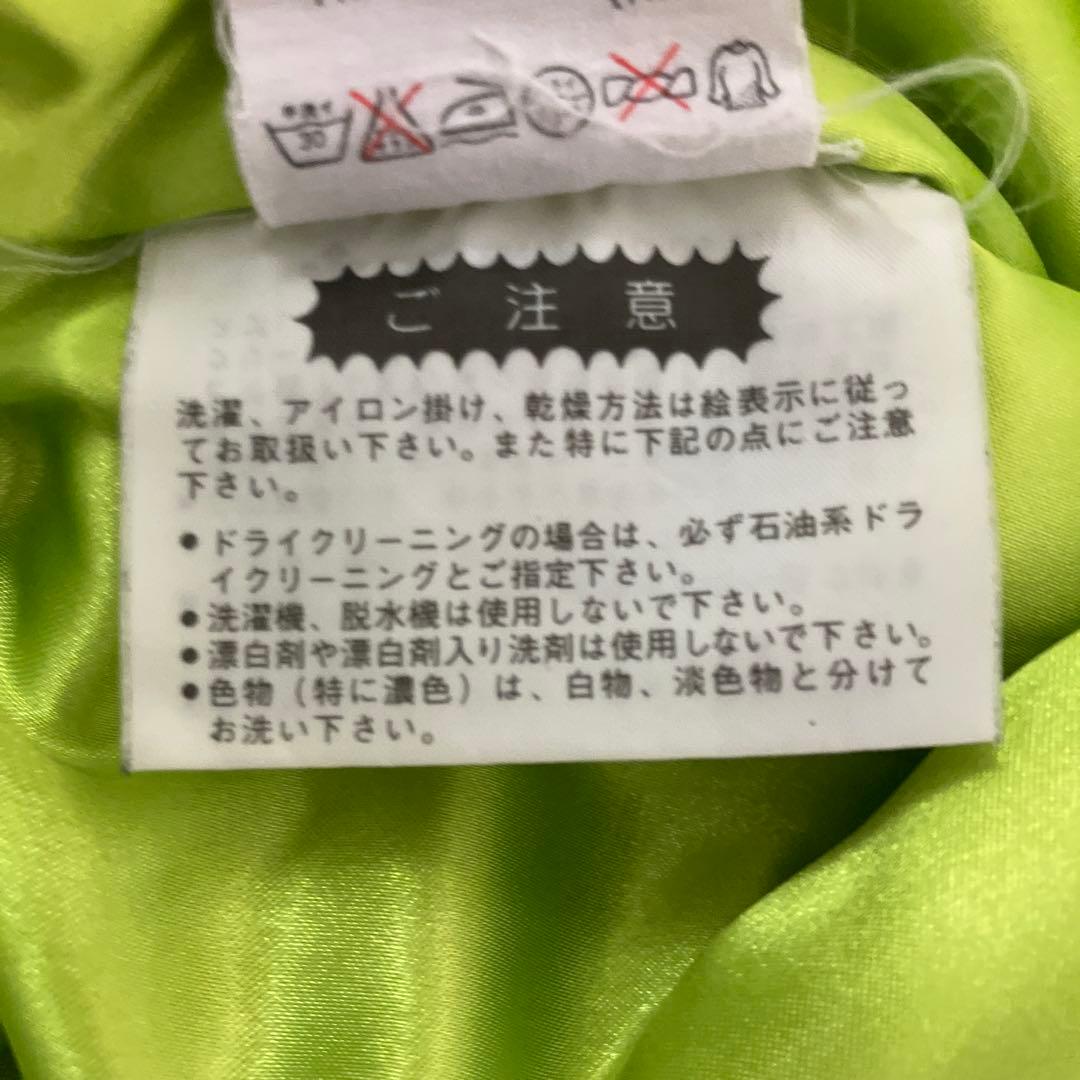 手洗イ
30
ご注意
洗濯、アイロン掛け、乾燥方法は絵表示に従っ
てお取扱い下さい。また特に下記の点にご注意
下さい。
●ドライクリーニングの場合は、必ず石油系ドラ
イクリーニングとご指定下さい。
●洗濯機、脱水機は使用しないで下さい。
●漂白剤や漂白剤入り洗剤は使用しないで下さい。
●色物（特に濃色）は、白物、淡色物と分けて
お洗い下さい。